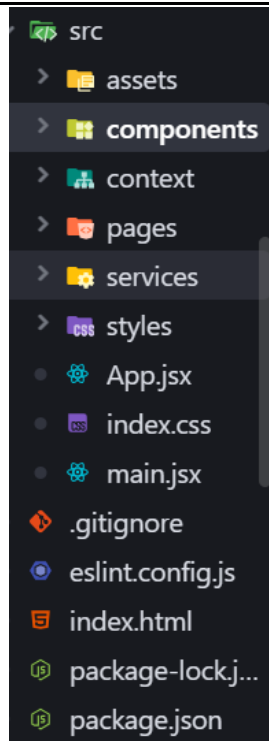 src
assets
components
context
pages
services
styles
App.jsx
index.css
main.jsx
.gitignore
eslint.config.js
index.html
package-lock.j...
package.json